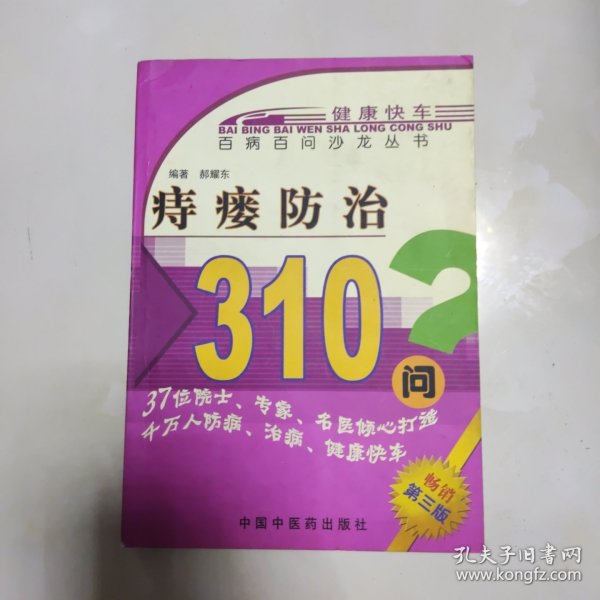 健康快车
BAI BING BAI WEN SHA LONG CONG SHU
百病百问沙龙丛书
编著 郝耀东
痔瘘防治
310?
问
37位院士、专家、名医倾心打造
千万人防病、治病、健康快车
畅销
第三版
中国中医药出版社
孔夫子旧书网
www.kongfz.com